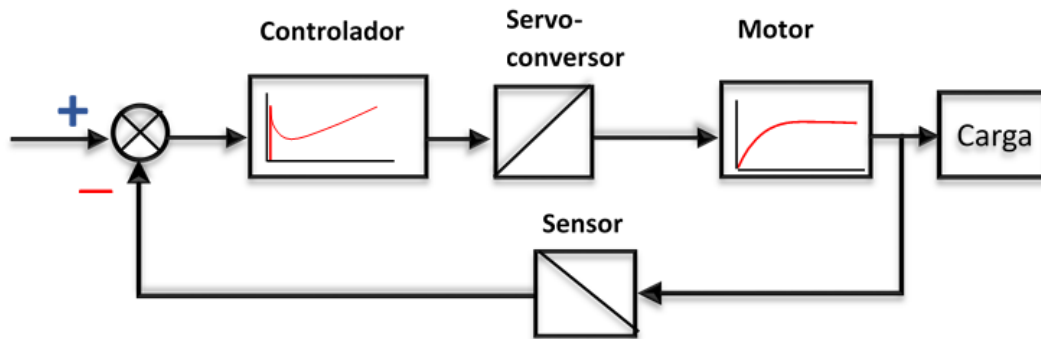 Controlador
Servo-
conversor
Motor
+
−
Carga
Sensor